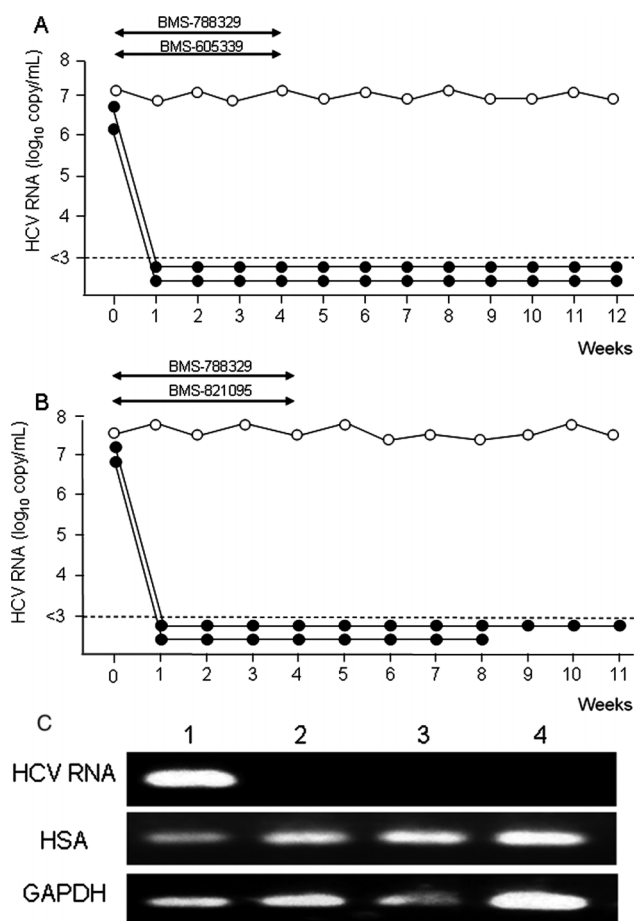 A
BMS-788329
BMS-605339
HCV RNA (log10 copy/mL)
8
7
6
5
4
<3
0 1 2 3 4 5 6 7 8 9 10 11 12
Weeks
B
BMS-788329
BMS-821095
HCV RNA (log10 copy/mL)
8
7
6
5
4
<3
0 1 2 3 4 5 6 7 8 9 10 11
Weeks
C
1 2 3 4
HCV RNA
HSA
GAPDH